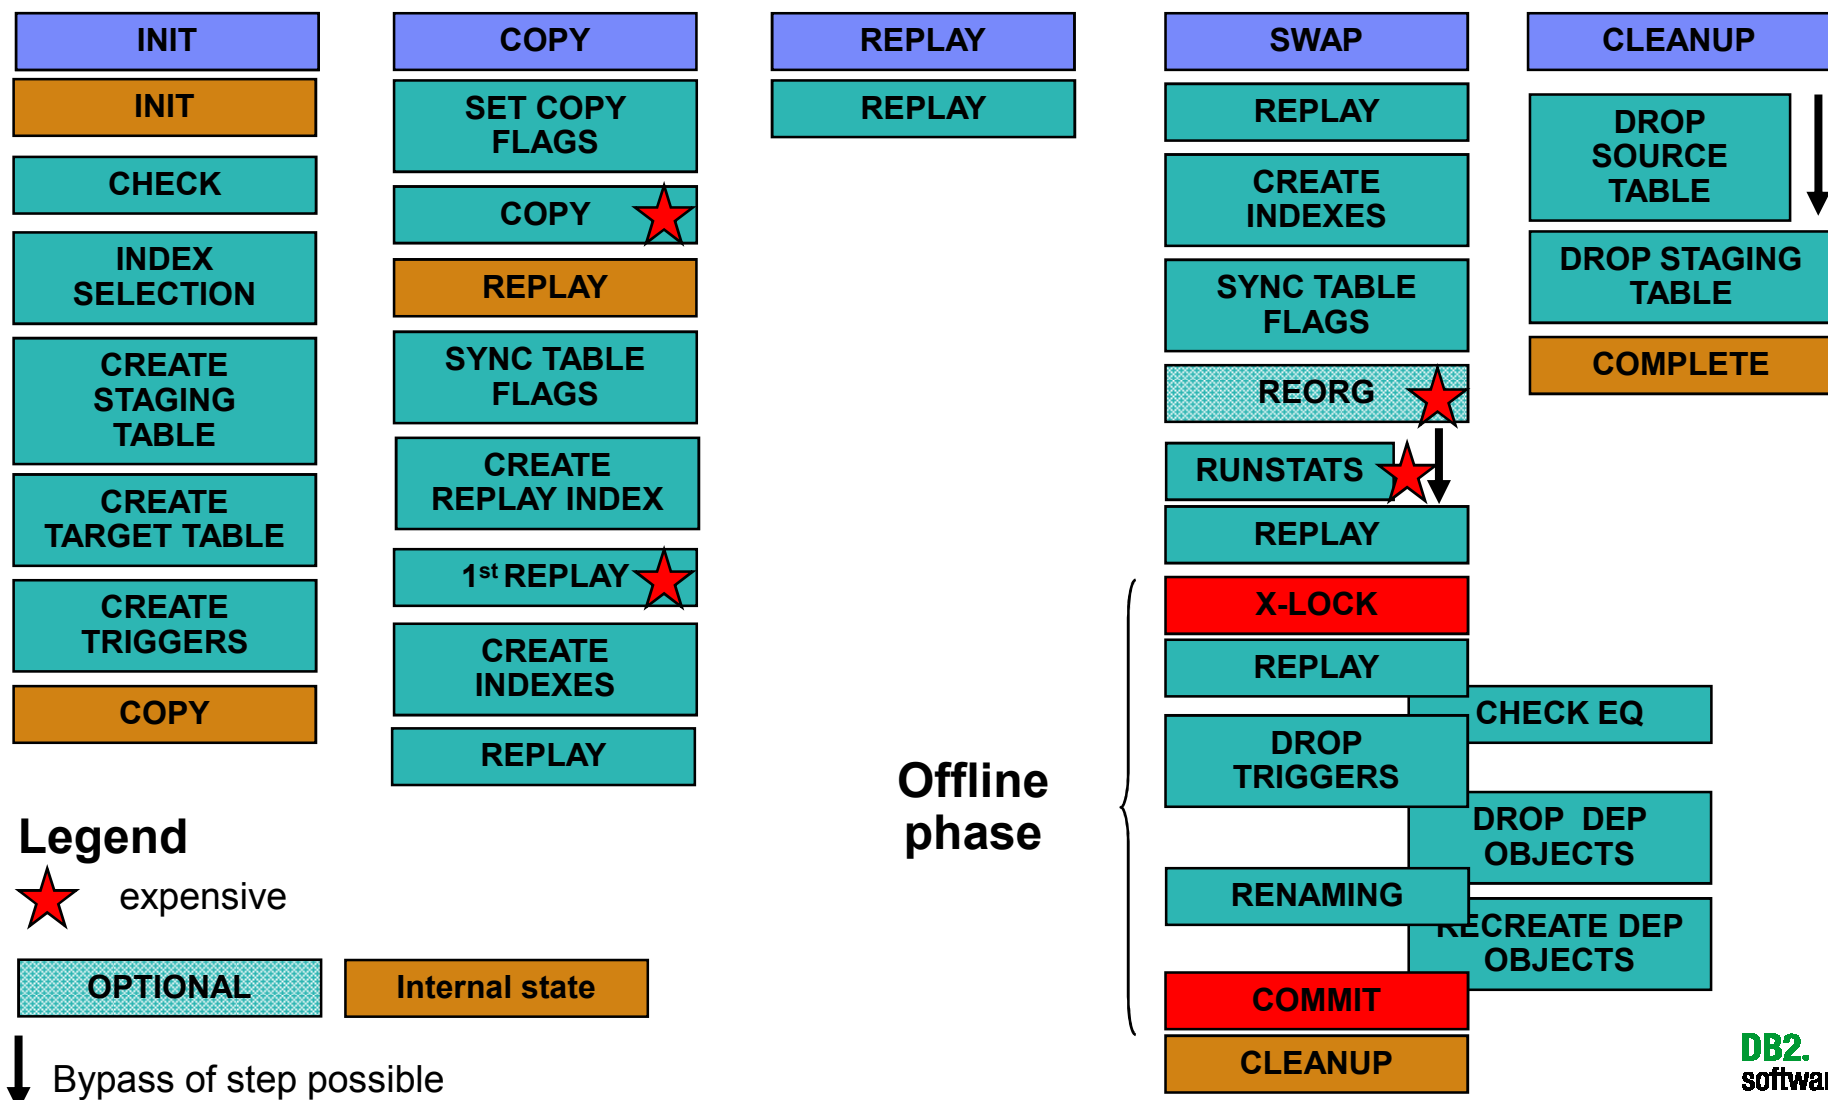 INIT
INIT
CHECK
INDEX
SELECTION
CREATE
STAGING
TABLE
CREATE
TARGET TABLE
CREATE
TRIGGERS
COPY
COPY
SET COPY
FLAGS
COPY
REPLAY
SYNC TABLE
FLAGS
CREATE
REPLAY INDEX
1st REPLAY
CREATE
INDEXES
REPLAY
REPLAY
REPLAY
SWAP
REPLAY
CREATE
INDEXES
SYNC TABLE
FLAGS
REORG
RUNSTATS
REPLAY
X-LOCK
REPLAY
CHECK EQ
DROP
TRIGGERS
DROP DEP
OBJECTS
RENAMING
RECREATE DEP
OBJECTS
COMMIT
CLEANUP
CLEANUP
DROP
SOURCE
TABLE
DROP STAGING
TABLE
COMPLETE
Offline
phase
Legend
expensive
OPTIONAL
Internal state
Bypass of step possible
DB2.
softwar